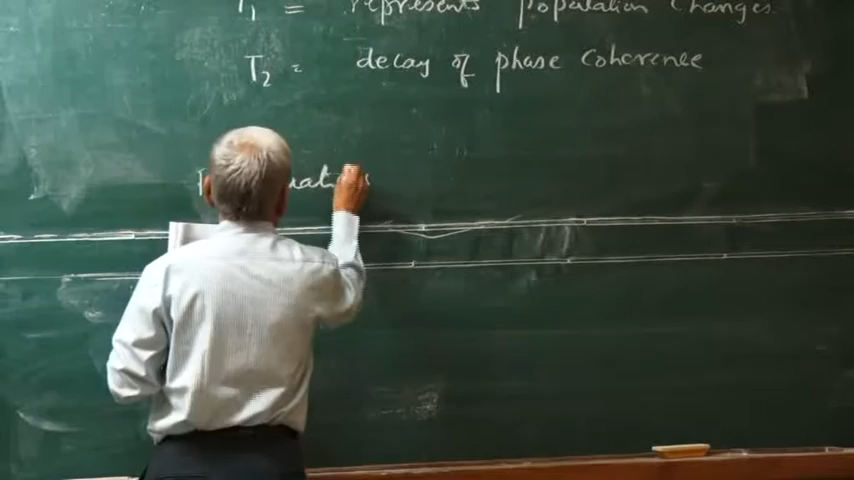 T1 = represents population changes
T2 = decay of phase coherence